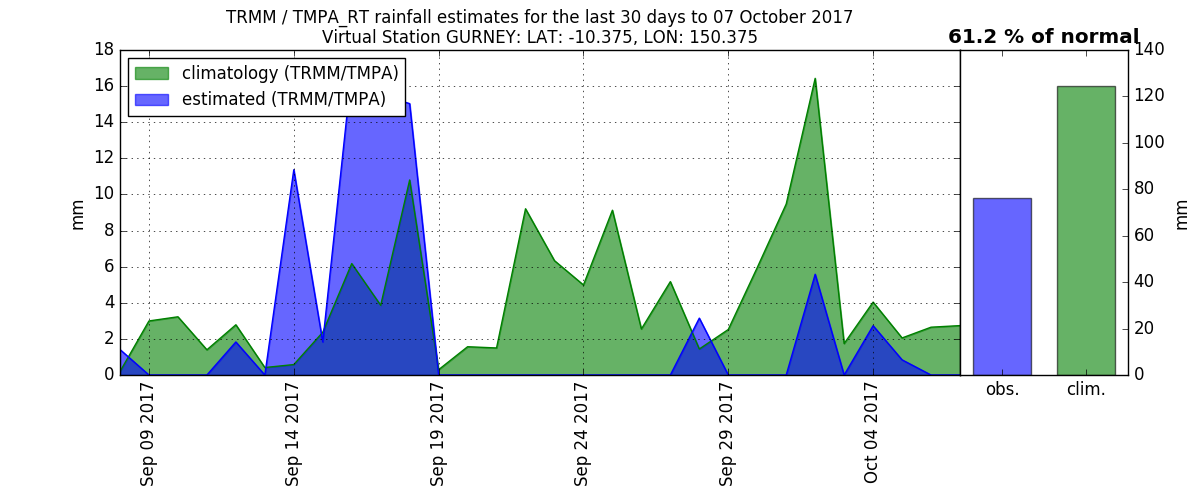 TRMM / TMPA_RT rainfall estimates for the last 30 days to 07 October 2017
Virtual Station GURNEY: LAT: -10.375, LON: 150.375
61.2 % of normal
climatology (TRMM/TMPA)
estimated (TRMM/TMPA)
18
16
14
12
10
8
6
4
2
0
mm
Sep 09 2017
Sep 14 2017
Sep 19 2017
Sep 24 2017
Sep 29 2017
Oct 04 2017
obs.
clim.
140
120
100
80
60
40
20
0
mm